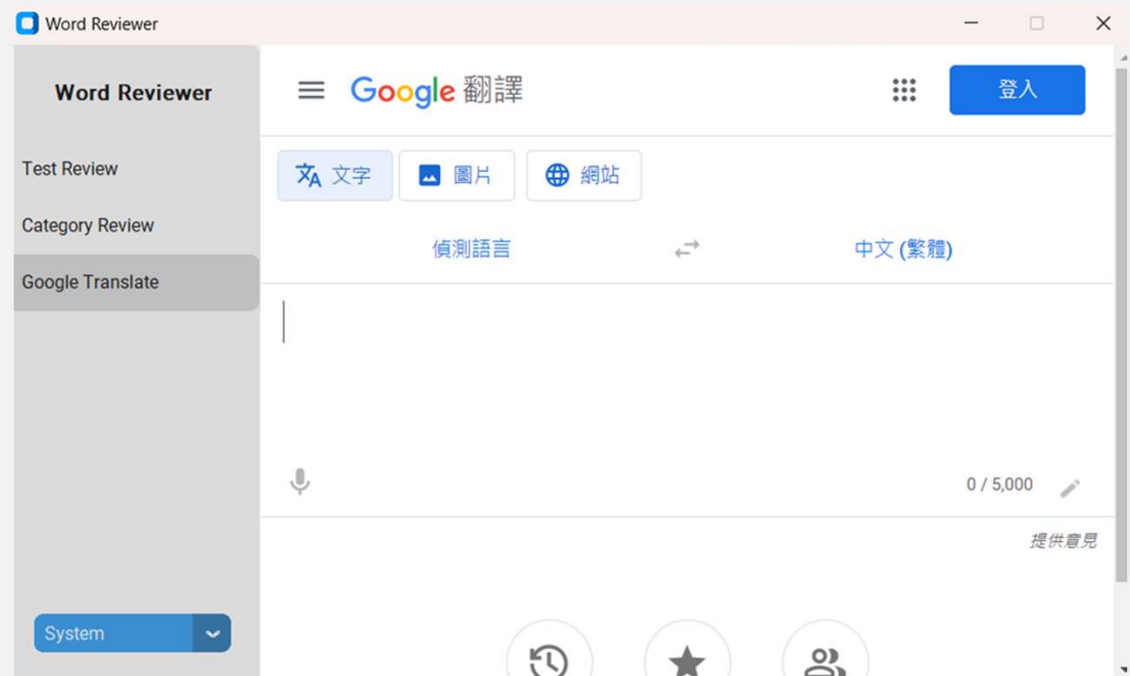 Word Reviewer
Word Reviewer
Test Review
Category Review
Google Translate
System
Google 翻譯
登入
文字
圖片
網站
偵測語言
中文 (繁體)
0 / 5,000
提供意見